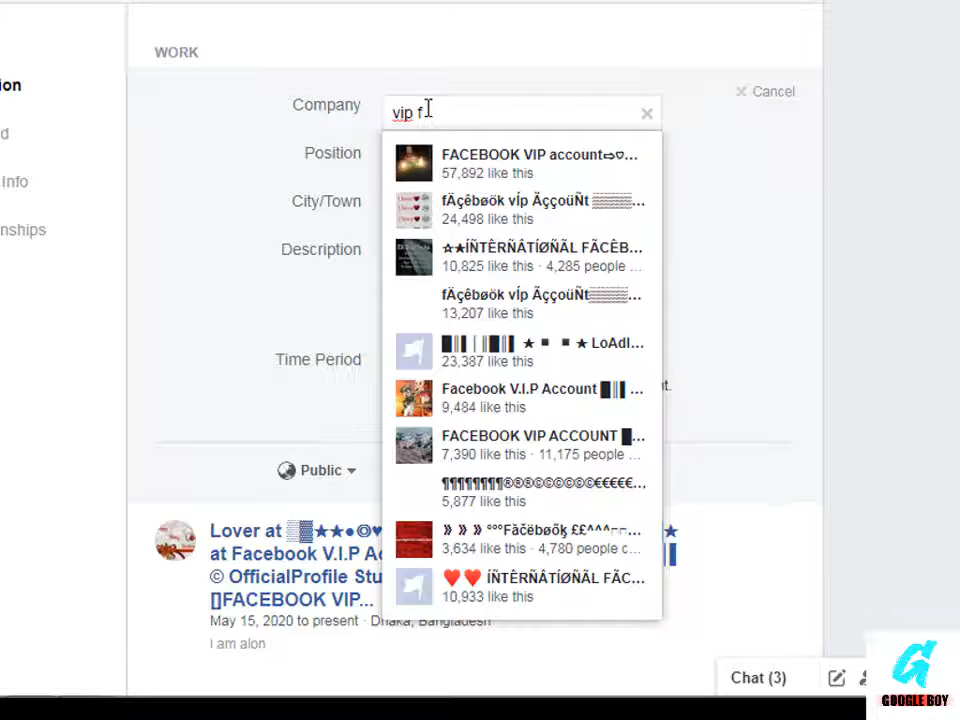 WORK
ion
d
Info
nships
Cancel
Company
vip f
Position
City/Town
Description
Time Period
t.
FACEBOOK VIP account⇨♡...
57,892 like this
fÄçêbøök vÍp ÃççoüÑt ▒▒▒▒...
24,498 like this
☆★ÍÑTÊRÑÂTÍØÑÃL FÃCÈB...
10,825 like this · 4,285 people ...
fÄçêbøök vÍp ÃççoüÑt▒▒▒▒...
13,207 like this
█║▌│║█║▌ ★ ◾ ◾ ★ LoAdI...
23,387 like this
Facebook V.I.P Account █║▌ ...
9,484 like this
FACEBOOK VIP ACCOUNT █...
7,390 like this · 11,175 people ...
¶¶¶¶¶¶¶¶®®®©©©©©€€€€€...
5,877 like this
》》》°°°Făčëbøőķ ££^^^⌐⌐...
3,634 like this · 4,780 people c...
❤❤ ÍÑTÈRÑÂTÍØÑÃL FÃC...
10,933 like this
Public
Lover at ▒▓★★●◎♥
at Facebook V.I.P Ac
© OfficialProfile Stu
[]FACEBOOK VIP...
May 15, 2020 to present · Dhaka, Bangladesh
I am alon
Chat (3)
GOOGLE BOY